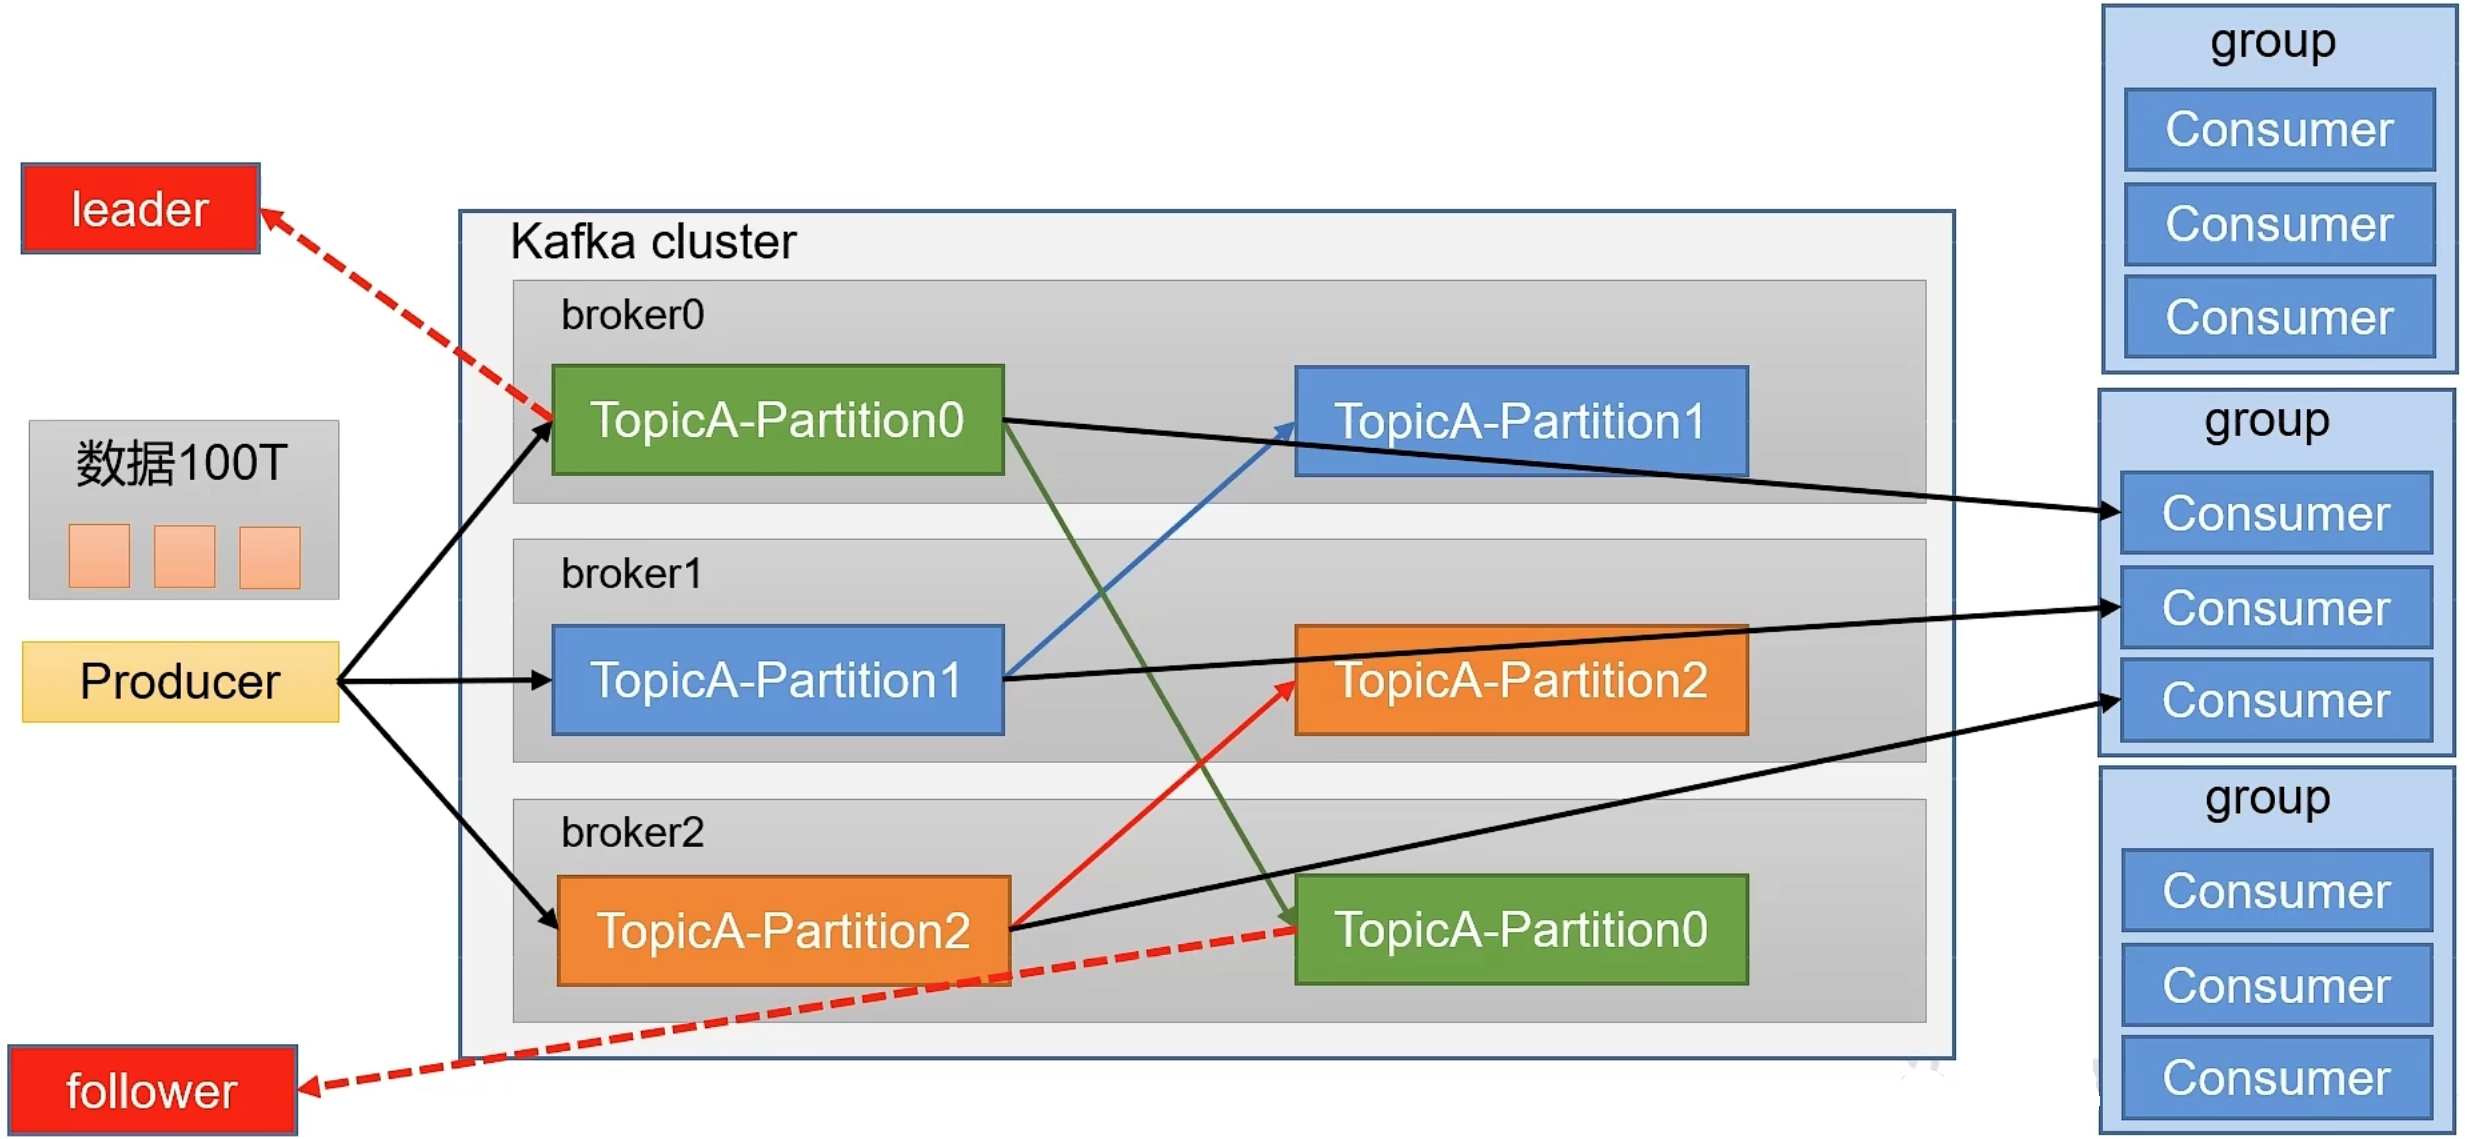 leader
数据100T
Producer
follower
Kafka cluster
broker0
TopicA-Partition0
TopicA-Partition1
broker1
TopicA-Partition1
TopicA-Partition2
broker2
TopicA-Partition2
TopicA-Partition0
group
Consumer
Consumer
Consumer
group
Consumer
Consumer
Consumer
group
Consumer
Consumer
Consumer